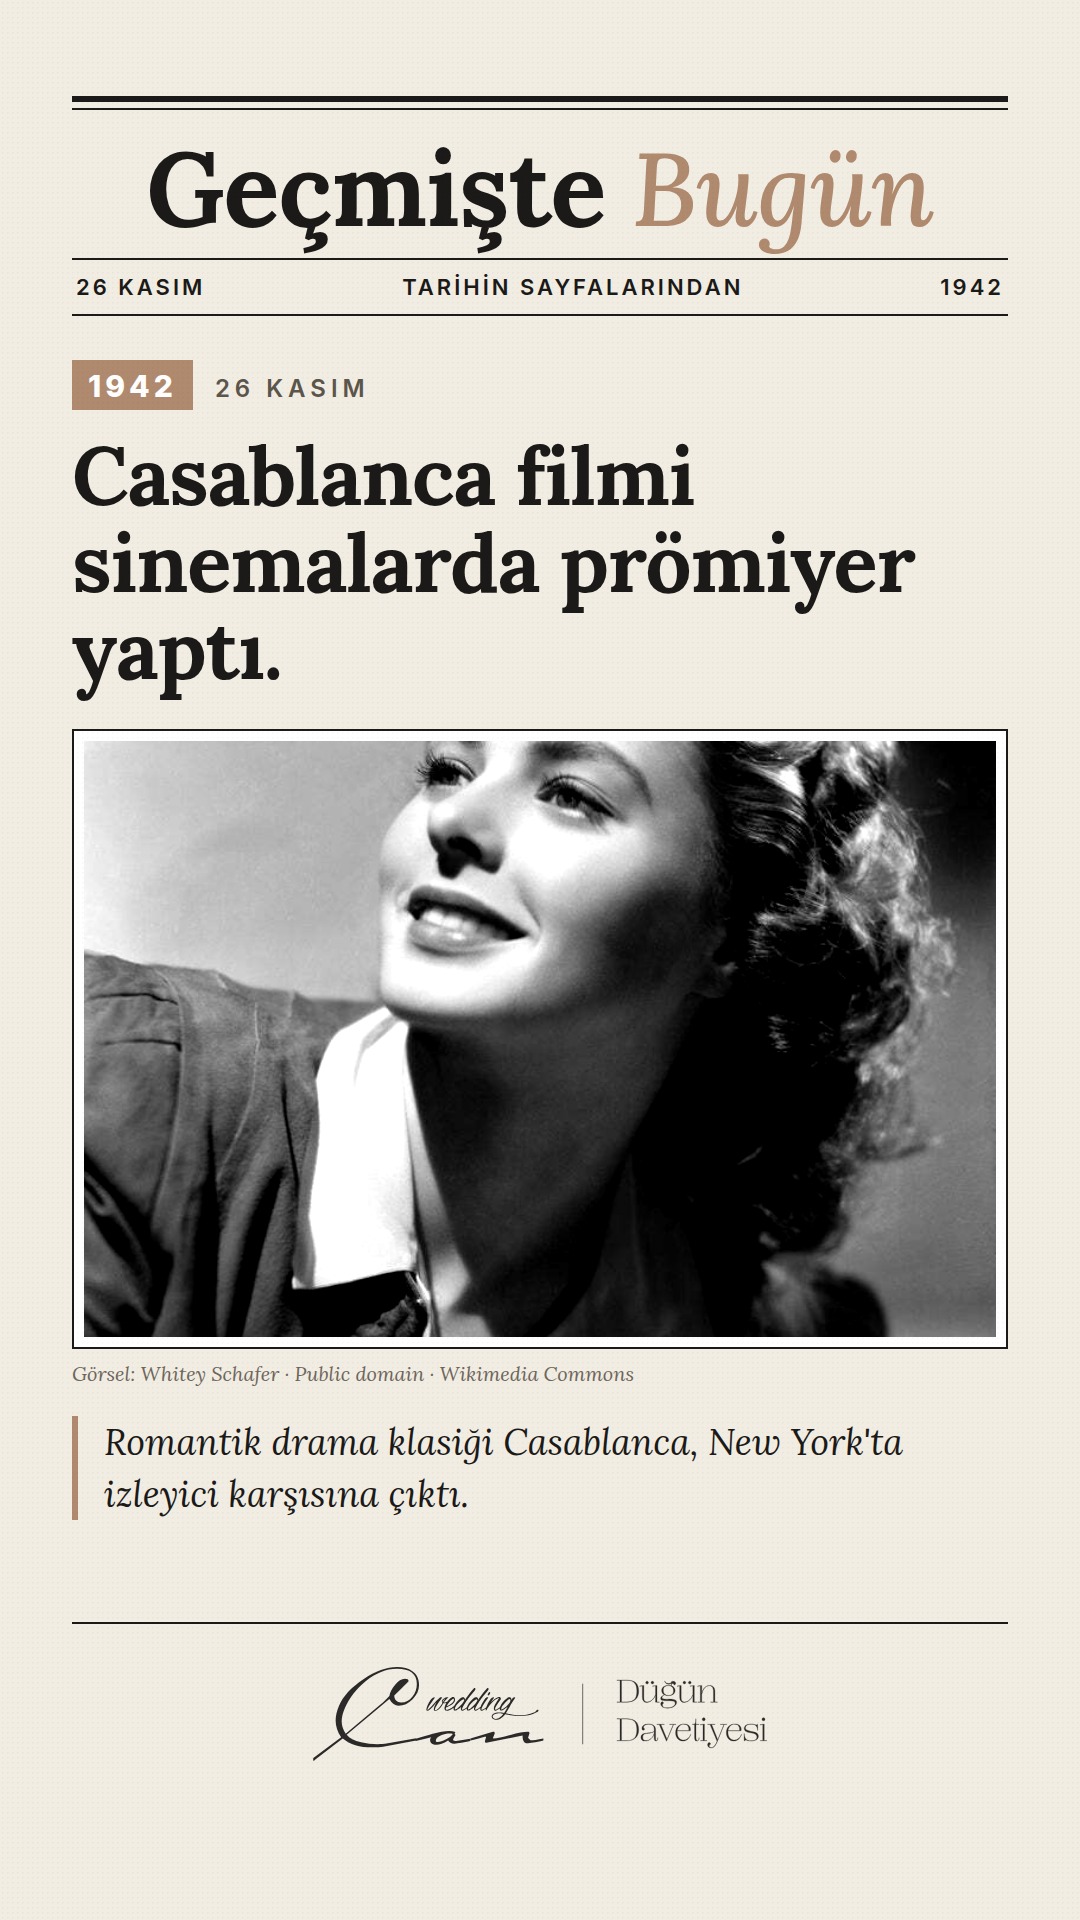 Geçmişte Bugün
26 KASIM TARİHİN SAYFALARINDAN 1942
1942 26 KASIM
Casablanca filmi
sinemalarda prömiyer
yaptı.
Görsel: Whitey Schafer · Public domain · Wikimedia Commons
Romantik drama klasiği Casablanca, New York'ta
izleyici karşısına çıktı.
Can wedding
Düğün
Davetiyesi